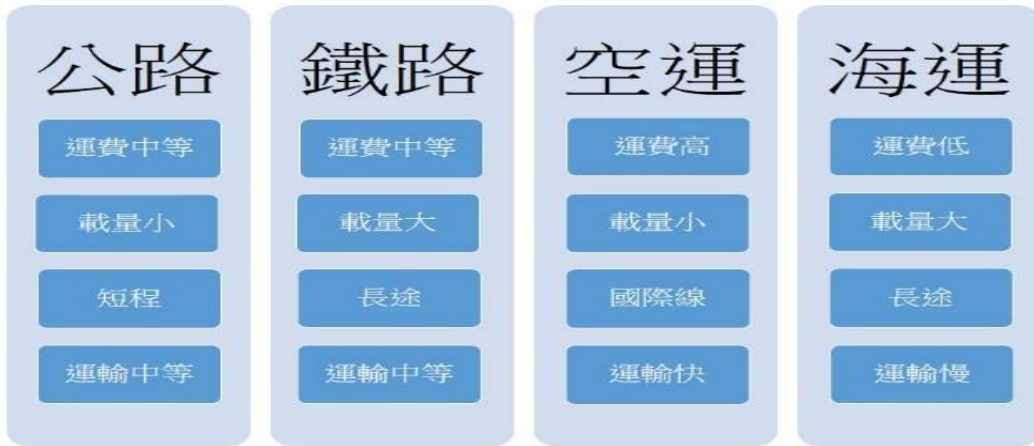 公路
運費中等
載量小
短程
運輸中等
鐵路
運費中等
載量大
長途
運輸中等
空運
運費高
載量小
國際線
運輸快
海運
運費低
載量大
長途
運輸慢